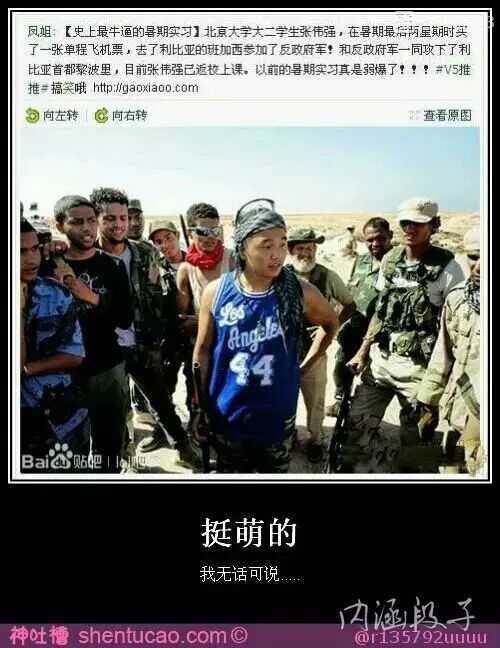 凤姐:【史上最牛逼的暑期实习】北京大学大二学生张伟强，在暑期最后两星期时买
了一张单程飞机票，去了利比亚的班加西参加了反政府军！和反政府军一同攻下了利
比亚首都黎波里，目前张伟强已返校上课。以前的暑期实习真是弱爆了！！！#V5推
推#搞笑哦 http://gaoxiaoo.com
向左转 向右转 查看原图
Los
Angeles
44
Bai 贴吧
挺萌的
我无话可说.....
内涵段子
神吐槽 shentucao.com © @r135792uuuu